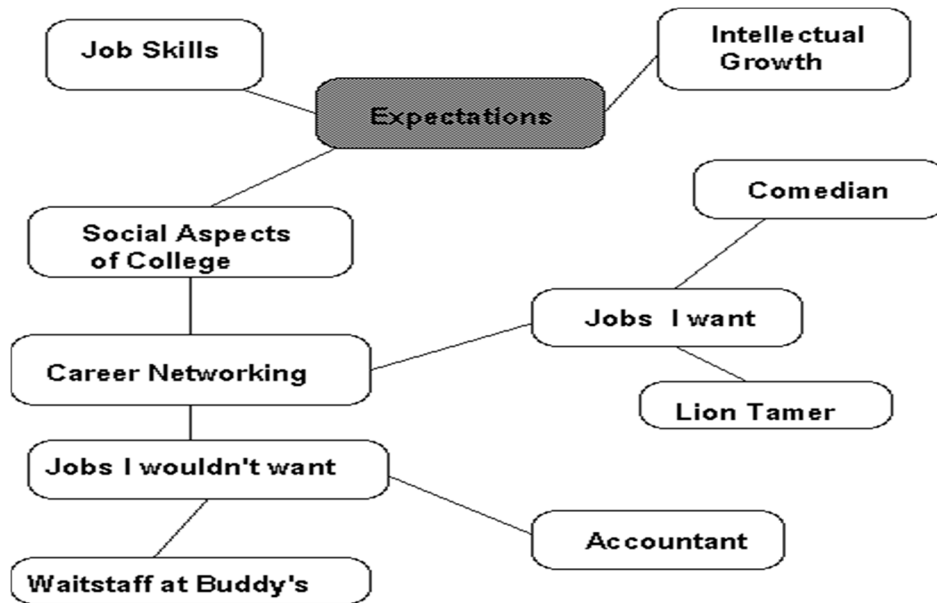 Job Skills
Intellectual
Growth
Expectations
Comedian
Social Aspects
of College
Jobs I want
Career Networking
Lion Tamer
Jobs I wouldn't want
Accountant
Waitstaff at Buddy's